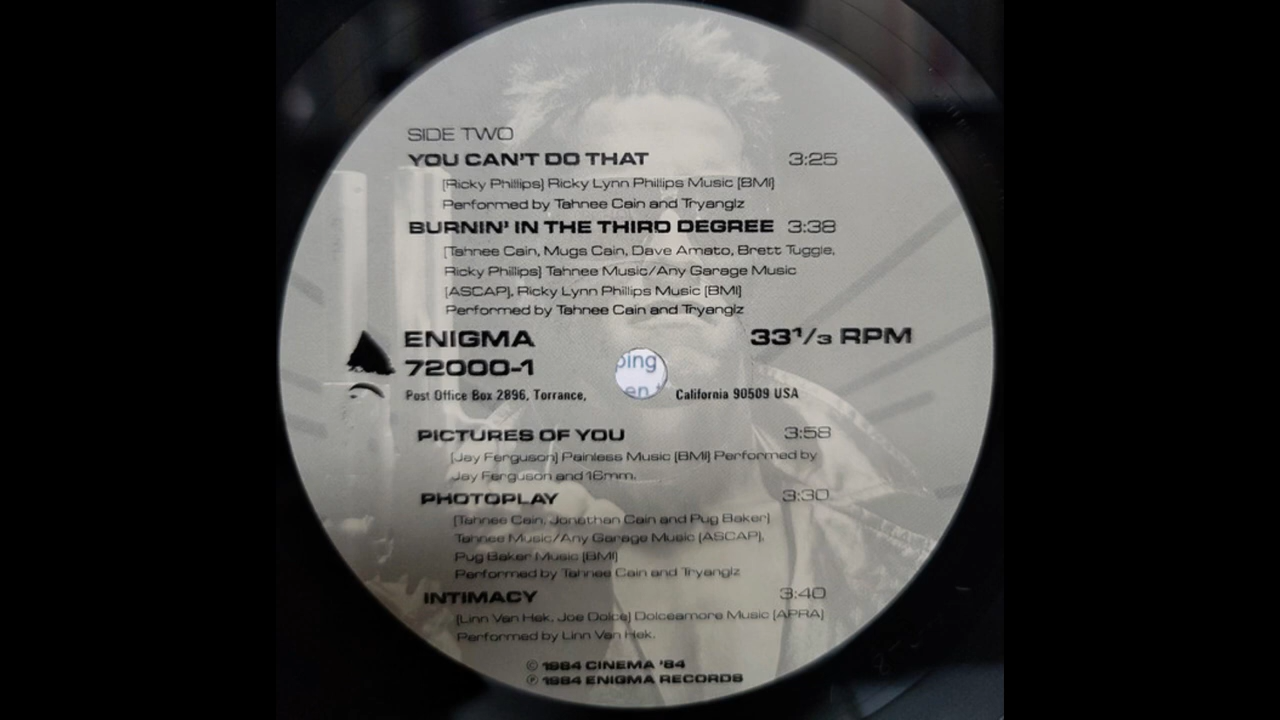 SIDE TWO
YOU CAN'T DO THAT 3:25
[Ricky Phillips] Ricky Lynn Phillips Music [BMI]
Performed by Tahnee Cain and Tryanglz
BURNIN' IN THE THIRD DEGREE 3:38
[Tahnee Cain, Mugs Cain, Dave Amato, Brett Tuggle,
Ricky Phillips] Tahnee Music/Any Garage Music
[ASCAP], Ricky Lynn Phillips Music [BMI]
Performed by Tahnee Cain and Tryanglz
ENIGMA 33 1/3 RPM
72000-1
ping
en
Post Office Box 2896, Torrance, California 90509 USA
PICTURES OF YOU 3:58
[Jay Ferguson] Painless Music [BMI] Performed by
Jay Ferguson and 16mm.
PHOTOPLAY 3:30
[Tahnee Cain, Jonathan Cain and Pug Baker]
Tahnee Music/Any Garage Music [ASCAP],
Pug Baker Music [BMI]
Performed by Tahnee Cain and Tryanglz
INTIMACY 3:40
[Linn Van Hek, Joe Dolce] Dolceamore Music [APRA]
Performed by Linn Van Hek.
© 1984 CINEMA '84
℗ 1984 ENIGMA RECORDS